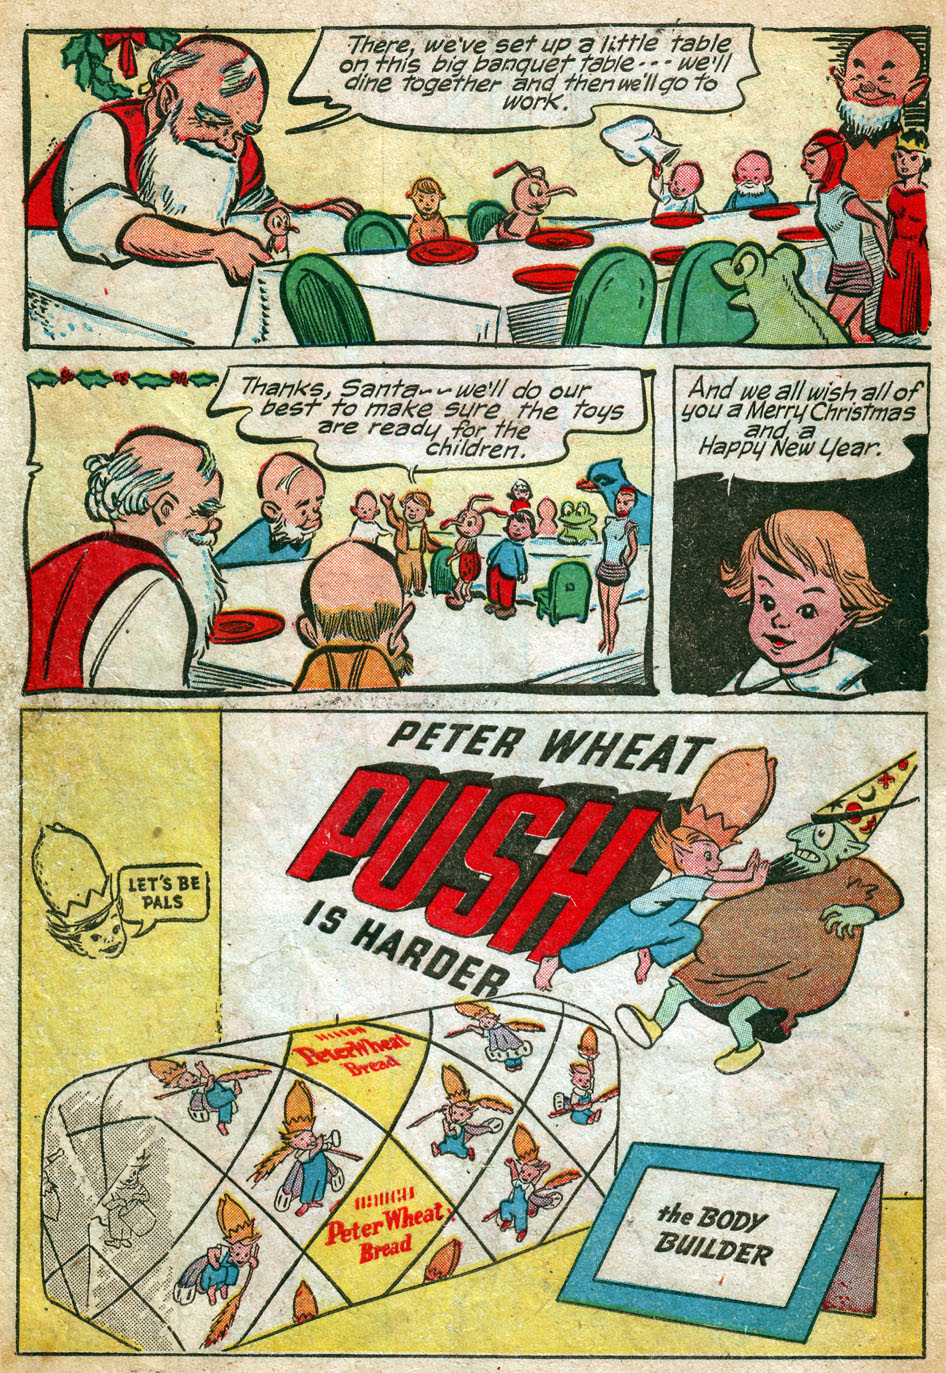 There, we've set up a little table
on this big banquet table --- we'll
dine together and then we'll go to
work.
Thanks, Santa-- we'll do our
best to make sure the toys
are ready for the
children.
And we all wish all of
you a Merry Christmas
and a
Happy New Year.
PETER WHEAT
PUSH
IS HARDER
LET'S BE
PALS
Peter Wheat
Bread
Peter Wheat
Bread
the BODY
BUILDER